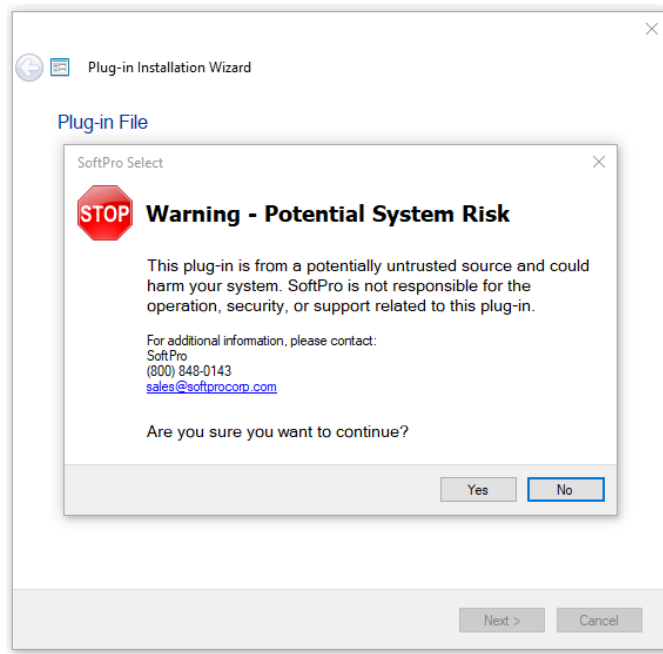 Plug-in Installation Wizard
Plug-in File
SoftPro Select
STOP
Warning - Potential System Risk
This plug-in is from a potentially untrusted source and could
harm your system. SoftPro is not responsible for the
operation, security, or support related to this plug-in.
For additional information, please contact:
SoftPro
(800) 848-0143
sales@softprocorp.com
Are you sure you want to continue?
Yes No
Next > Cancel